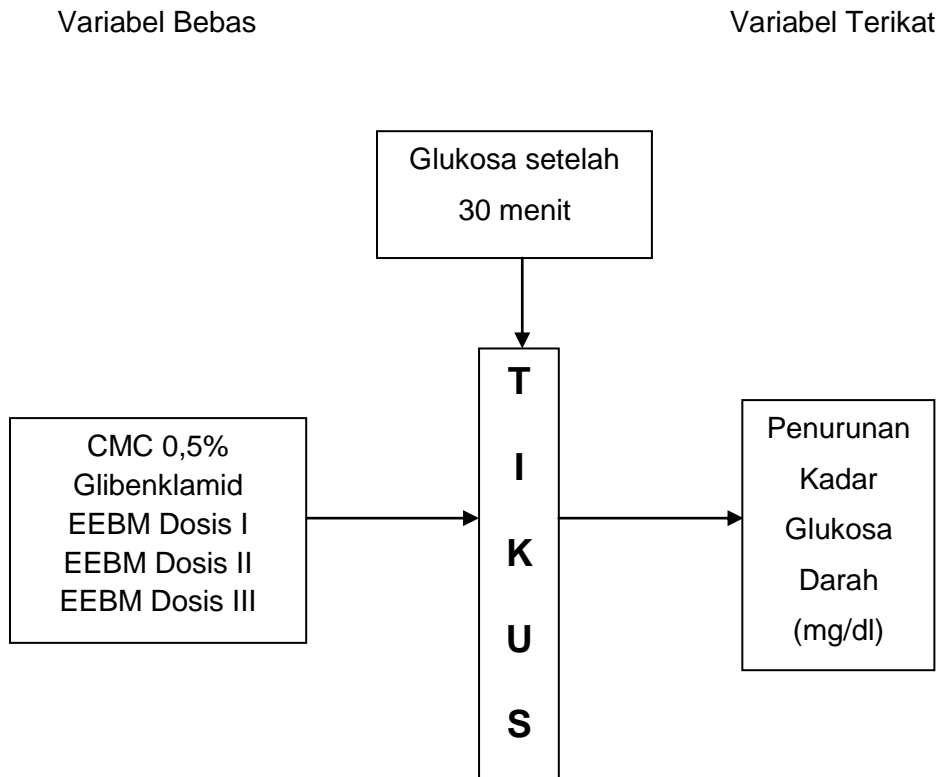 Variabel Bebas
Variabel Terikat
Glukosa setelah
30 menit
CMC 0,5%
Glibenklamid
EEBM Dosis I
EEBM Dosis II
EEBM Dosis III
T
I
K
U
S
Penurunan
Kadar
Glukosa
Darah
(mg/dl)